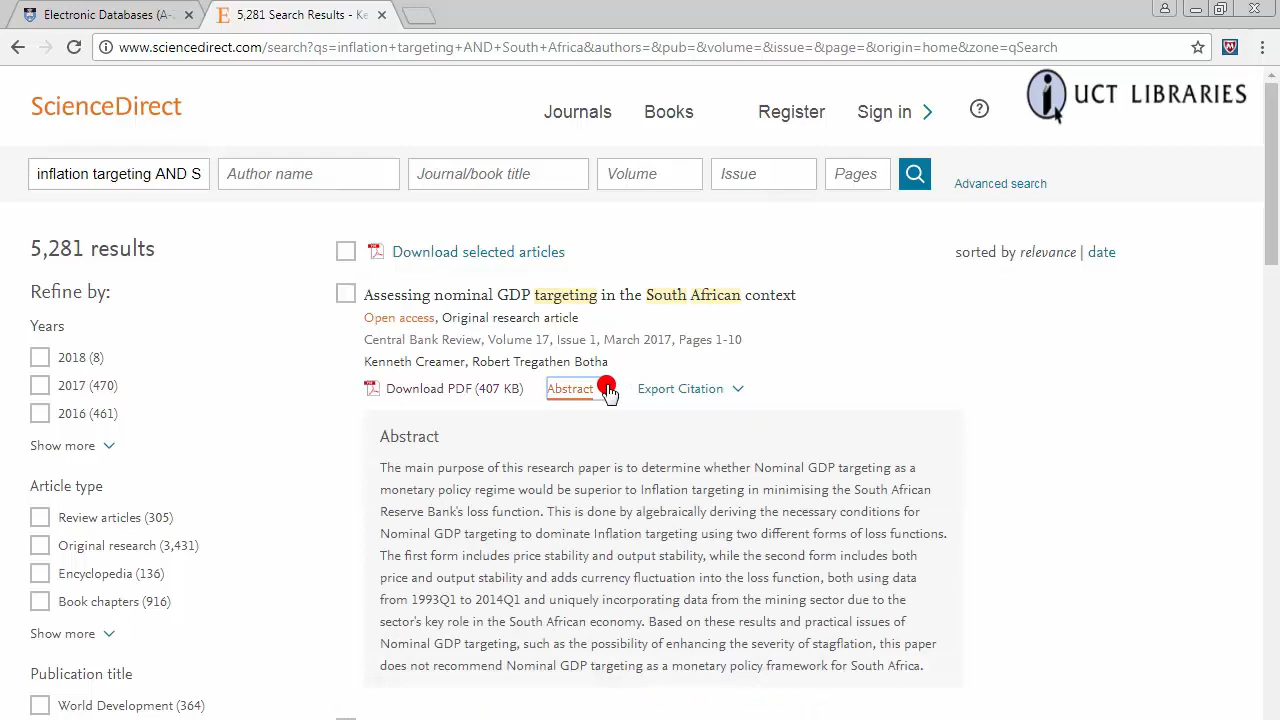 Electronic Databases (A-
5,281 Search Results - Ke
www.sciencedirect.com/search?qs=inflation+targeting+AND+South+Africa&authors=&pub=&volume=&issue=&page=&origin=home&zone=qSearch
ScienceDirect
Journals
Books
Register
Sign in
UCT LIBRARIES
inflation targeting AND S
Author name
Journal/book title
Volume
Issue
Pages
Advanced search
5,281 results
Download selected articles
sorted by relevance | date
Refine by:
Years
2018 (8)
2017 (470)
2016 (461)
Show more
Article type
Review articles (305)
Original research (3,431)
Encyclopedia (136)
Book chapters (916)
Show more
Publication title
World Development (364)
Assessing nominal GDP targeting in the South African context
Open access, Original research article
Central Bank Review, Volume 17, Issue 1, March 2017, Pages 1-10
Kenneth Creamer, Robert Tregathen Botha
Download PDF (407 KB)
Abstract
Export Citation
Abstract
The main purpose of this research paper is to determine whether Nominal GDP targeting as a
monetary policy regime would be superior to Inflation targeting in minimising the South African
Reserve Bank's loss function. This is done by algebraically deriving the necessary conditions for
Nominal GDP targeting to dominate Inflation targeting using two different forms of loss functions.
The first form includes price stability and output stability, while the second form includes both
price and output stability and adds currency fluctuation into the loss function, both using data
from 1993Q1 to 2014Q1 and uniquely incorporating data from the mining sector due to the
sector's key role in the South African economy. Based on these results and practical issues of
Nominal GDP targeting, such as the possibility of enhancing the severity of stagflation, this paper
does not recommend Nominal GDP targeting as a monetary policy framework for South Africa.